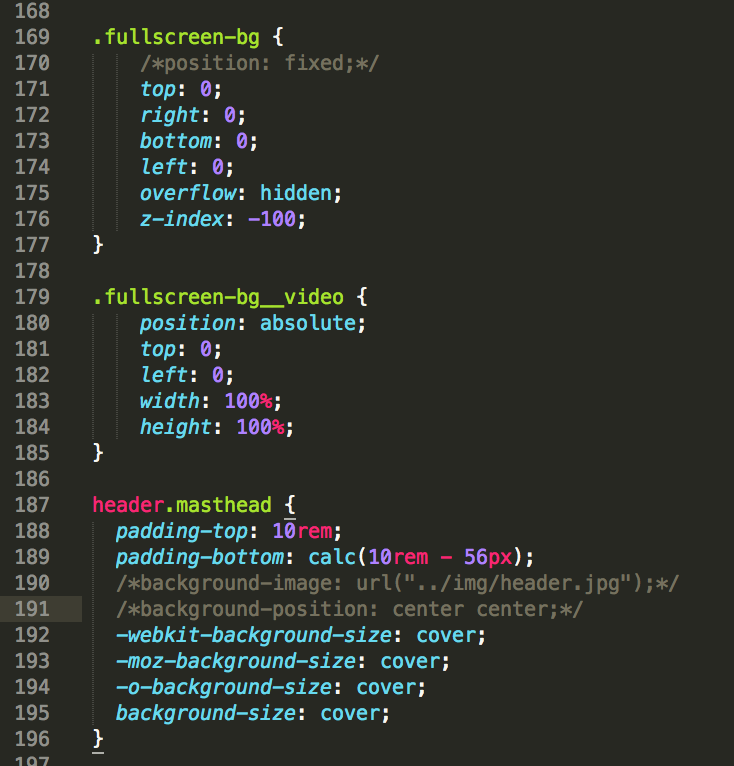 168
169 .fullscreen-bg {
170 /*position: fixed;*/
171 top: 0;
172 right: 0;
173 bottom: 0;
174 left: 0;
175 overflow: hidden;
176 z-index: -100;
177 }
178
179 .fullscreen-bg__video {
180 position: absolute;
181 top: 0;
182 left: 0;
183 width: 100%;
184 height: 100%;
185 }
186
187 header.masthead {
188 padding-top: 10rem;
189 padding-bottom: calc(10rem - 56px);
190 /*background-image: url("../img/header.jpg");*/
191 /*background-position: center center;*/
192 -webkit-background-size: cover;
193 -moz-background-size: cover;
194 -o-background-size: cover;
195 background-size: cover;
196 }
197